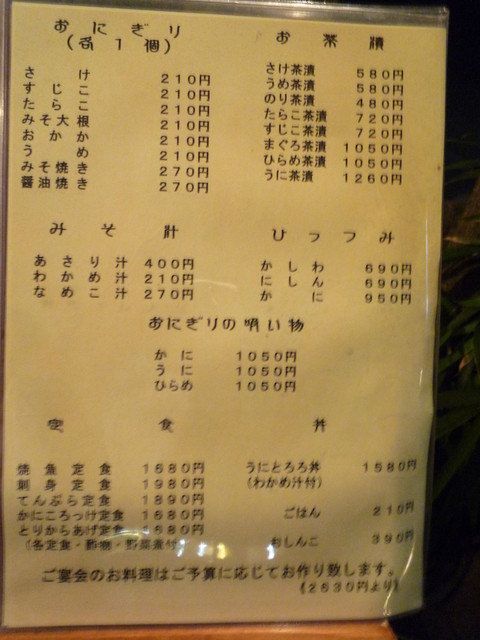 おにぎり
(各1個)
さけ 210円
すじこ 210円
たらこ 210円
みそ大根 210円
おかか 210円
うめ 210円
みそ焼き 270円
醤油焼き 270円
お茶漬
さけ茶漬 580円
うめ茶漬 580円
のり茶漬 480円
たらこ茶漬 720円
すじこ茶漬 720円
まぐろ茶漬 1050円
ひらめ茶漬 1050円
うに茶漬 1260円
みそ汁
あさり汁 400円
わかめ汁 210円
なめこ汁 270円
ひっつみ
かしわ 690円
にしん 690円
かに 950円
おにぎりの吸い物
かに 1050円
うに 1050円
ひらめ 1050円
定食
焼魚定食 1680円
刺身定食 1980円
てんぷら定食 1890円
かにころっけ定食 1680円
とりからあげ定食 1580円
(各定食・酢物・野菜煮付)
丼
うにとろろ丼 1580円
(わかめ汁付)
ごはん 210円
おしんこ 390円
ご宴会のお料理はご予算に応じてお作り致します。
(2630円より)